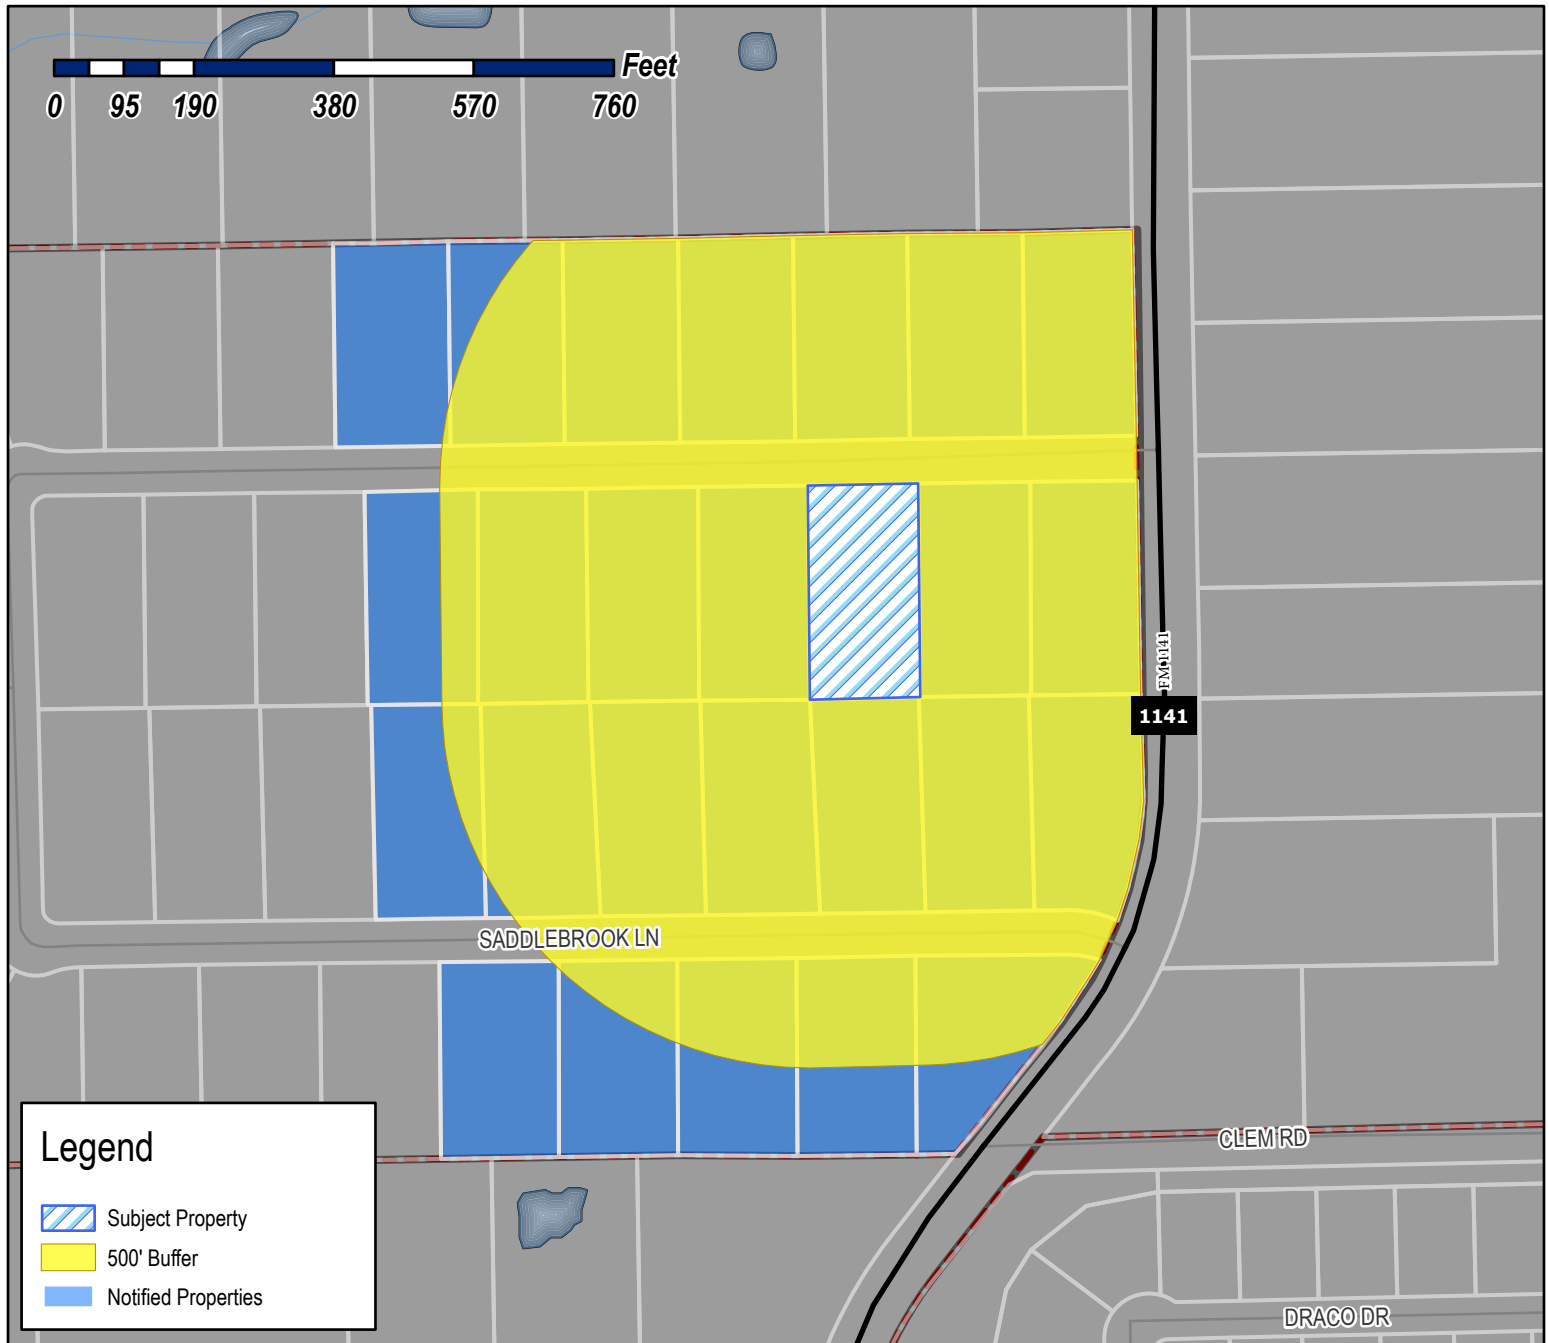 Feet
0 95 190 380 570 760
FM 1141
1141
SADDLEBROOK LN
CLEM RD
DRACO DR
Legend
Subject Property
500' Buffer
Notified Properties